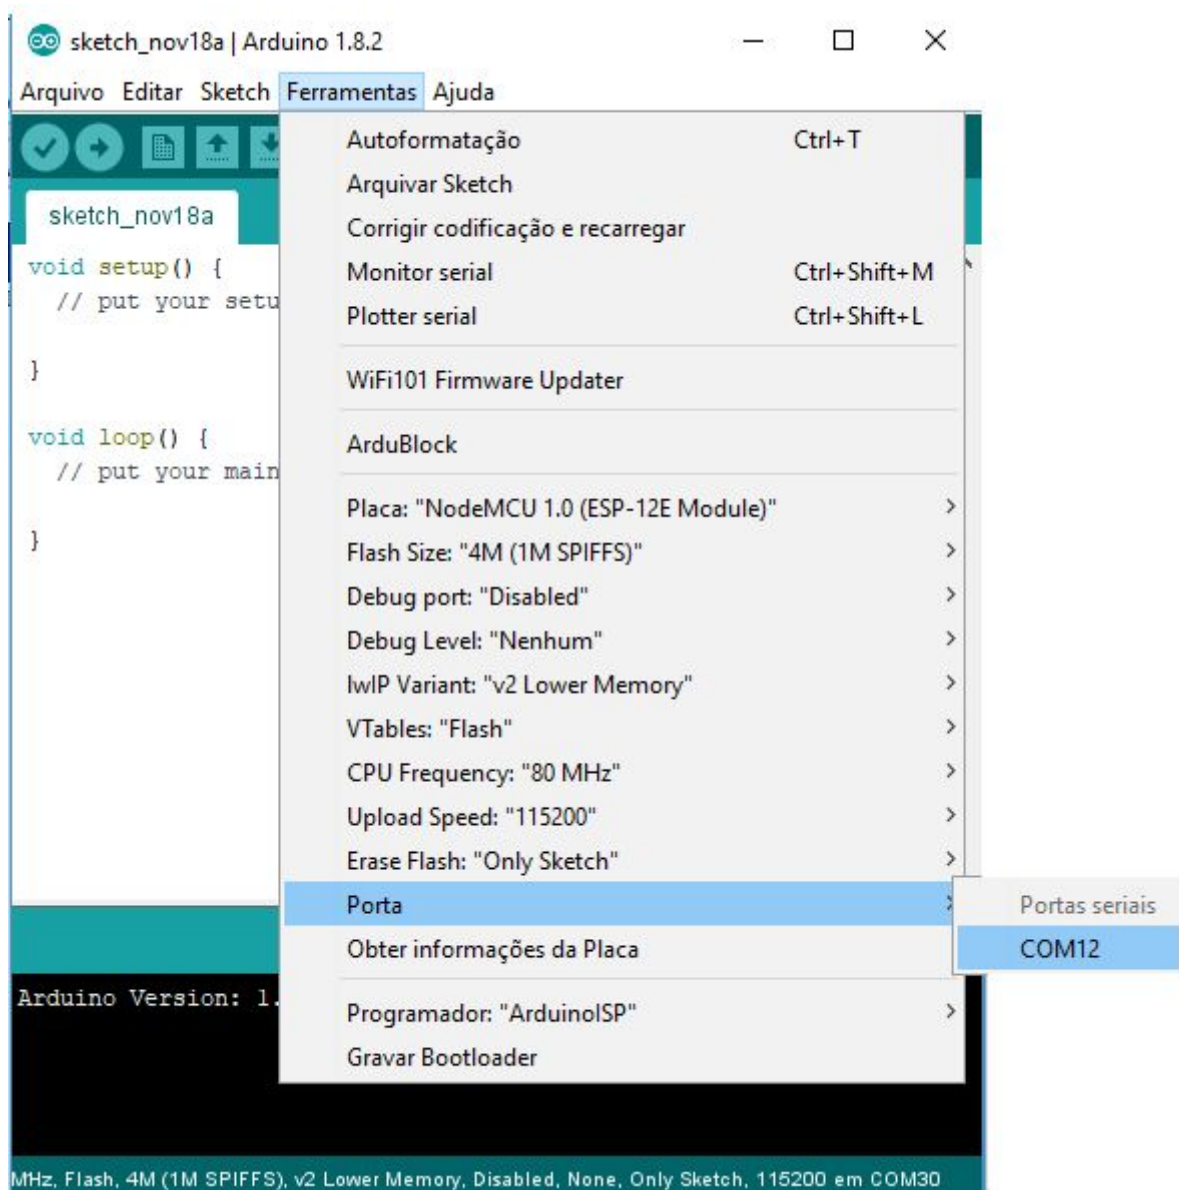 sketch_nov18a | Arduino 1.8.2
Arquivo Editar Sketch Ferramentas Ajuda
sketch_nov18a
void setup() {
// put your setu
}
void loop() {
// put your main
}
Autoformatação Ctrl+T
Arquivar Sketch
Corrigir codificação e recarregar
Monitor serial Ctrl+Shift+M
Plotter serial Ctrl+Shift+L
WiFi101 Firmware Updater
ArduBlock
Placa: "NodeMCU 1.0 (ESP-12E Module)"
Flash Size: "4M (1M SPIFFS)"
Debug port: "Disabled"
Debug Level: "Nenhum"
lwIP Variant: "v2 Lower Memory"
VTables: "Flash"
CPU Frequency: "80 MHz"
Upload Speed: "115200"
Erase Flash: "Only Sketch"
Porta
Portas seriais
COM12
Obter informações da Placa
Programador: "ArduinoISP"
Gravar Bootloader
Arduino Version: 1.
MHz, Flash, 4M (1M SPIFFS), v2 Lower Memory, Disabled, None, Only Sketch, 115200 em COM30